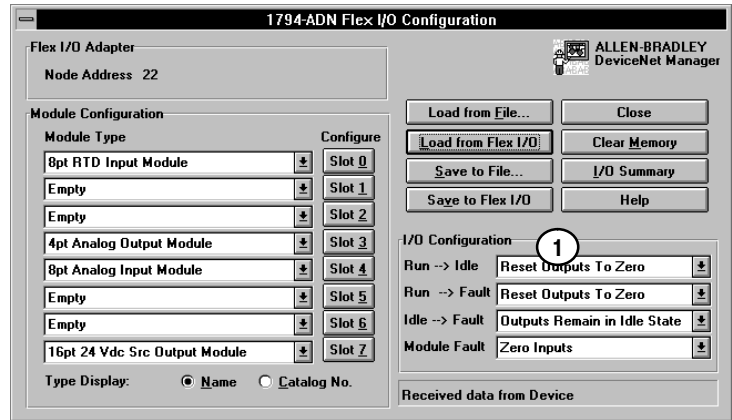 1794-ADN Flex I/O Configuration
Flex I/O Adapter
Node Address 22
ALLEN-BRADLEY
DeviceNet Manager
Module Configuration
Module Type Configure
8pt RTD Input Module Slot 0
Empty Slot 1
Empty Slot 2
4pt Analog Output Module Slot 3
8pt Analog Input Module Slot 4
Empty Slot 5
Empty Slot 6
16pt 24 Vdc Src Output Module Slot 7
Type Display: Name Catalog No.
Load from File... Close
Load from Flex I/O Clear Memory
Save to File... I/O Summary
Save to Flex I/O Help
I/O Configuration
1
Run --> Idle Reset Outputs To Zero
Run --> Fault Reset Outputs To Zero
Idle --> Fault Outputs Remain in Idle State
Module Fault Zero Inputs
Received data from Device